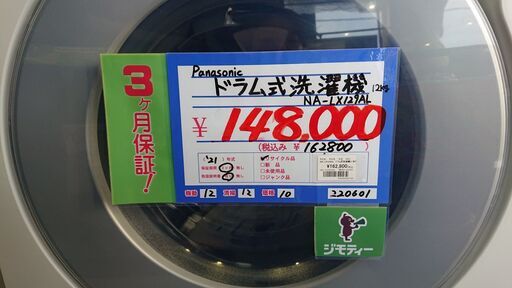 3ヶ月保証!
Panasonic
ドラム式洗濯機 12kg
NA-LX129AL
¥148,000
(税込み ¥162800)
'21 年式
リサイクル品
新品
未使用品
ジャンク品
¥162,800
12 12 10
220601
ジモティー